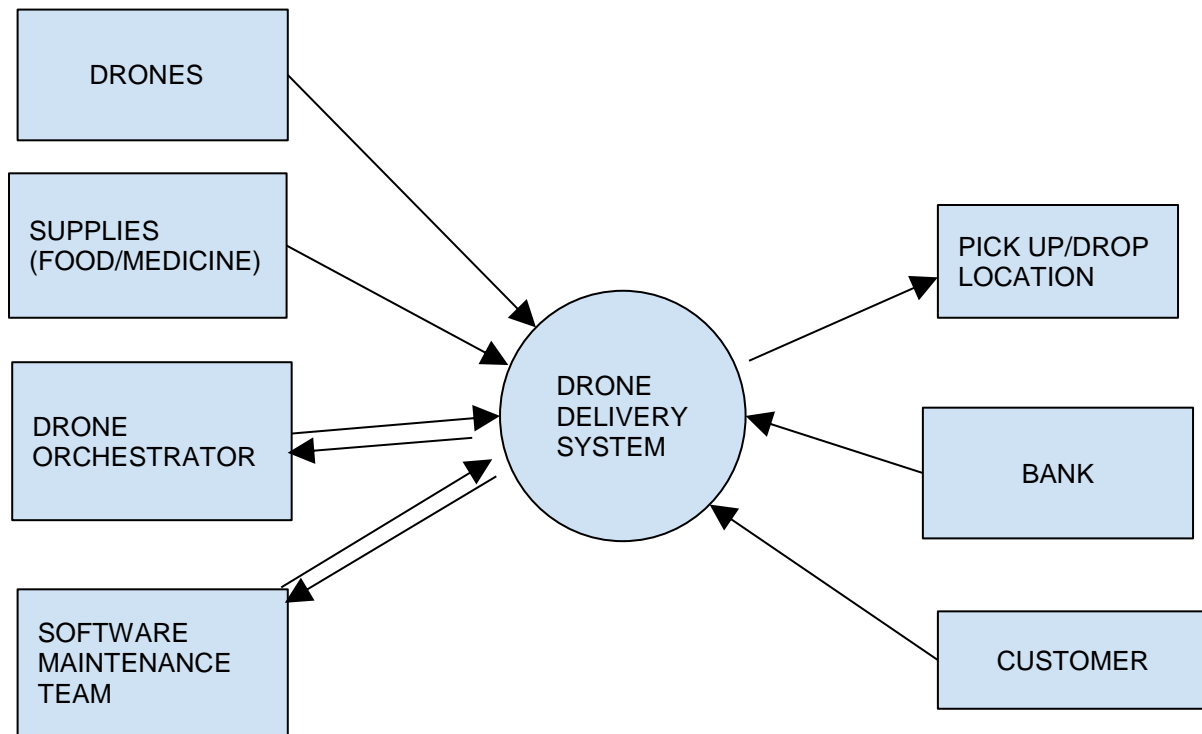 DRONES
SUPPLIES
(FOOD/MEDICINE)
DRONE
ORCHESTRATOR
SOFTWARE
MAINTENANCE
TEAM
DRONE
DELIVERY
SYSTEM
PICK UP/DROP
LOCATION
BANK
CUSTOMER